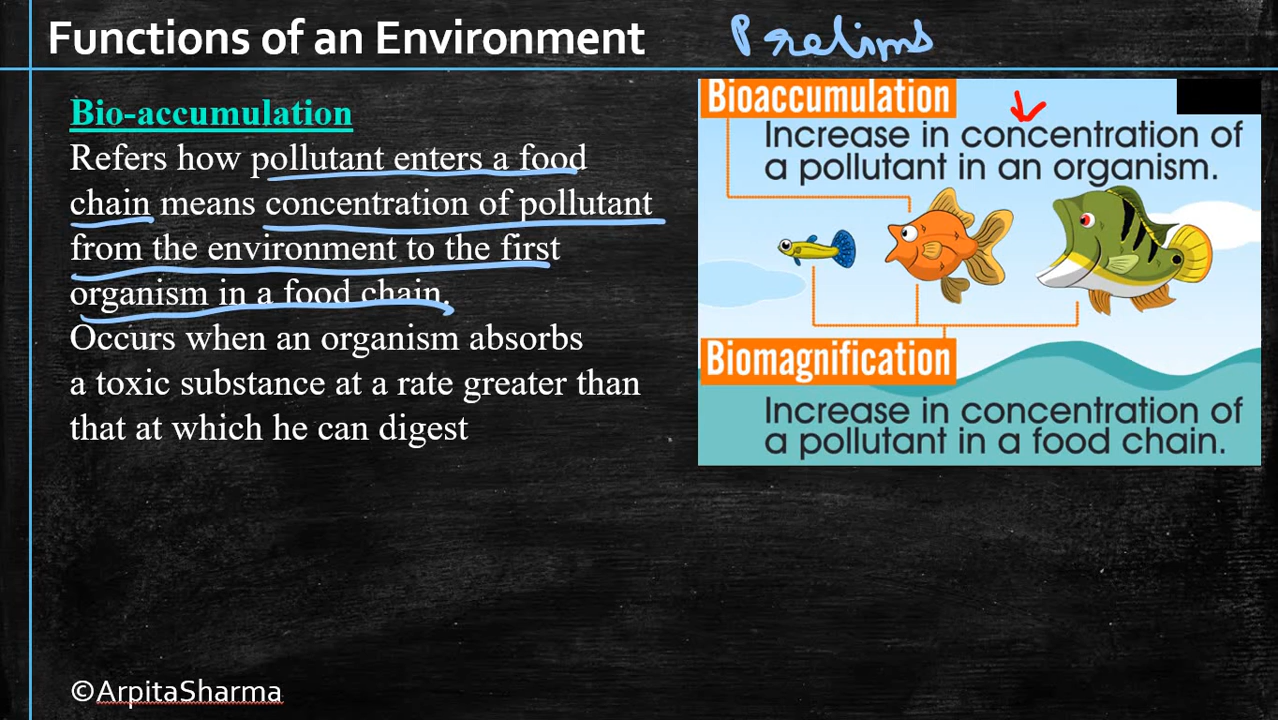 Functions of an Environment
Prelims
Bio-accumulation
Refers how pollutant enters a food
chain means concentration of pollutant
from the environment to the first
organism in a food chain.
Occurs when an organism absorbs
a toxic substance at a rate greater than
that at which he can digest
Bioaccumulation
Increase in concentration of
a pollutant in an organism.
Biomagnification
Increase in concentration of
a pollutant in a food chain.
©ArpitaSharma